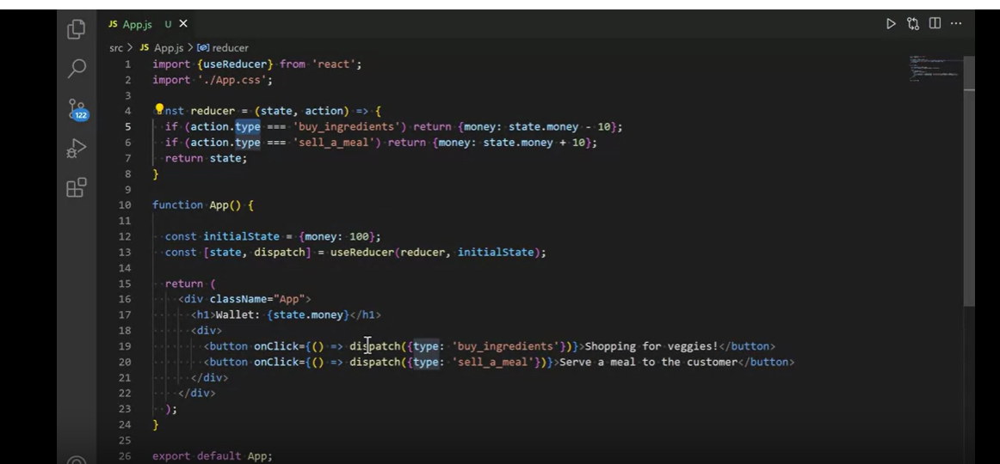 JS App.js U ×
src > JS App.js > reducer
1 import {useReducer} from 'react';
2 import './App.css';
3
4 nst reducer = (state, action) => {
5 if (action.type === 'buy_ingredients') return {money: state.money - 10};
6 if (action.type === 'sell_a_meal') return {money: state.money + 10};
7 return state;
8 }
9
10 function App() {
11
12 const initialState = {money: 100};
13 const [state, dispatch] = useReducer(reducer, initialState);
14
15 return (
16 <div className="App">
17 <h1>Wallet: {state.money}</h1>
18 <div>
19 <button onClick={() => dispatch({type: 'buy_ingredients'})}>Shopping for veggies!</button>
20 <button onClick={() => dispatch({type: 'sell_a_meal'})}>Serve a meal to the customer</button>
21 </div>
22 </div>
23 );
24 }
25
26 export default App;
122